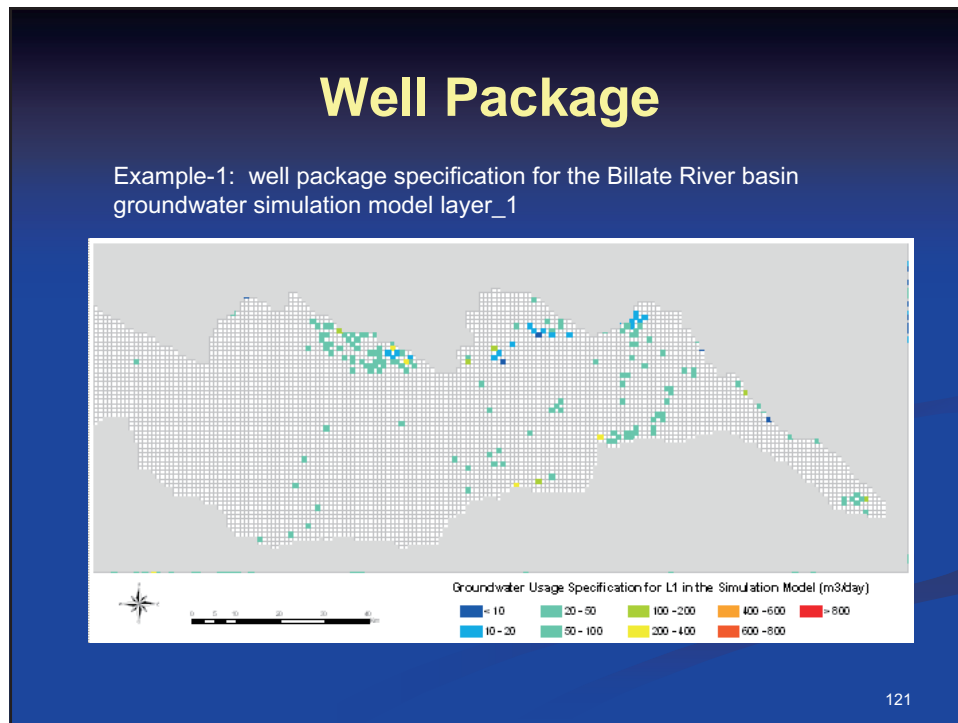 Well Package
Example-1: well package specification for the Billate River basin
groundwater simulation model layer_1
Groundwater Usage Specification for L1 in the Simulation Model (m3/day)
< 10 20 - 50 100 - 200 400 - 600 > 800
10 - 20 50 - 100 200 - 400 600 - 800
0 5 10 20 30 40
121